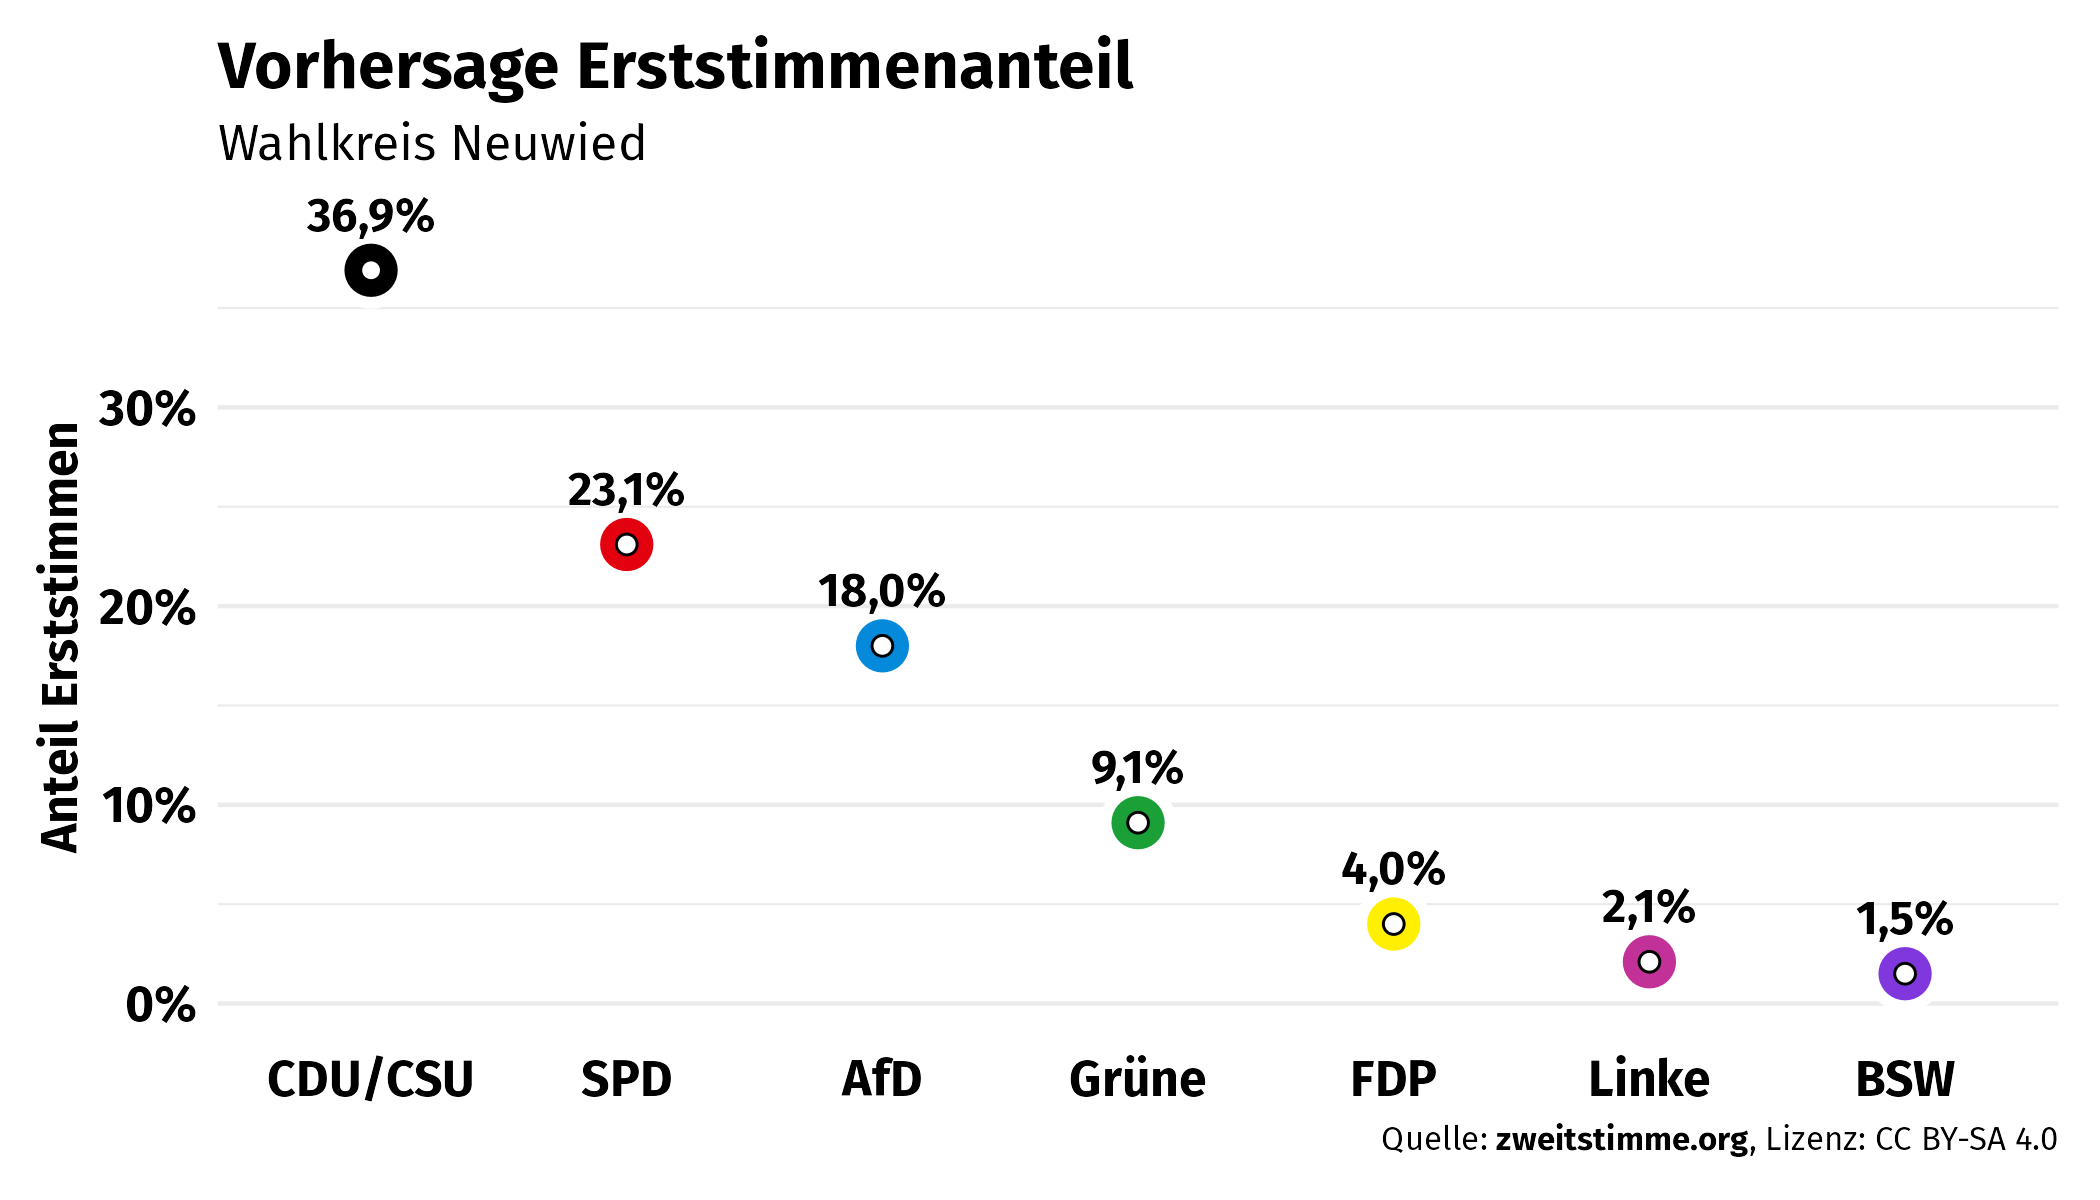 Vorhersage Erststimmenanteil
Wahlkreis Neuwied
36,9%
30%
23,1%
20%
18,0%
10%
9,1%
4,0%
2,1%
1,5%
0%
Anteil Erststimmen
CDU/CSU SPD AfD Grüne FDP Linke BSW
Quelle: zweitstimme.org, Lizenz: CC BY-SA 4.0